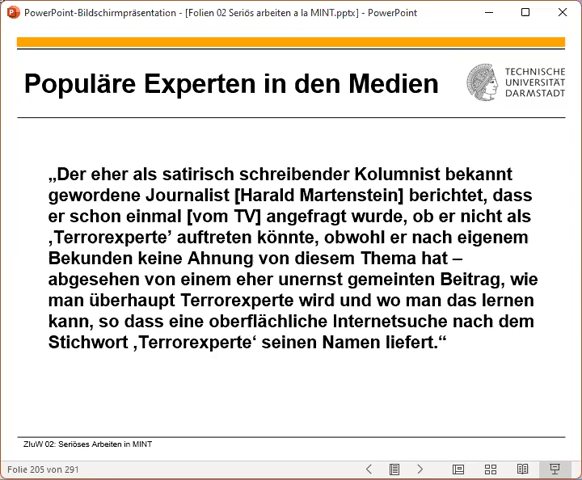 PowerPoint-Bildschirmpräsentation - [Folien 02 Seriös arbeiten a la MINT.pptx] - PowerPoint
Populäre Experten in den Medien
TECHNISCHE
UNIVERSITÄT
DARMSTADT
„Der eher als satirisch schreibender Kolumnist bekannt
gewordene Journalist [Harald Martenstein] berichtet, dass
er schon einmal [vom TV] angefragt wurde, ob er nicht als
‚Terrorexperte’ auftreten könnte, obwohl er nach eigenem
Bekunden keine Ahnung von diesem Thema hat –
abgesehen von einem eher unernst gemeinten Beitrag, wie
man überhaupt Terrorexperte wird und wo man das lernen
kann, so dass eine oberflächliche Internetsuche nach dem
Stichwort ‚Terrorexperte‘ seinen Namen liefert.“
ZIuW 02: Seriöses Arbeiten in MINT
Folie 205 von 291